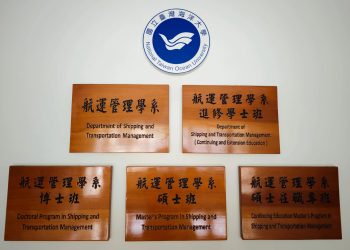 國立臺灣海洋大學
National Taiwan Ocean University
航運管理學系
Department of Shipping and
Transportation Management
航運管理學系
進修學士班
Department of
Shipping and Transportation Management
( Continuing and Extension Education )
航運管理學系
博士班
Doctoral Program in Shipping and
Transportation Management
航運管理學系
碩士班
Master's Program in Shipping and
Transportation Management
航運管理學系
碩士在職專班
Continuing Education Master's Program in
Shipping and Transportation Management